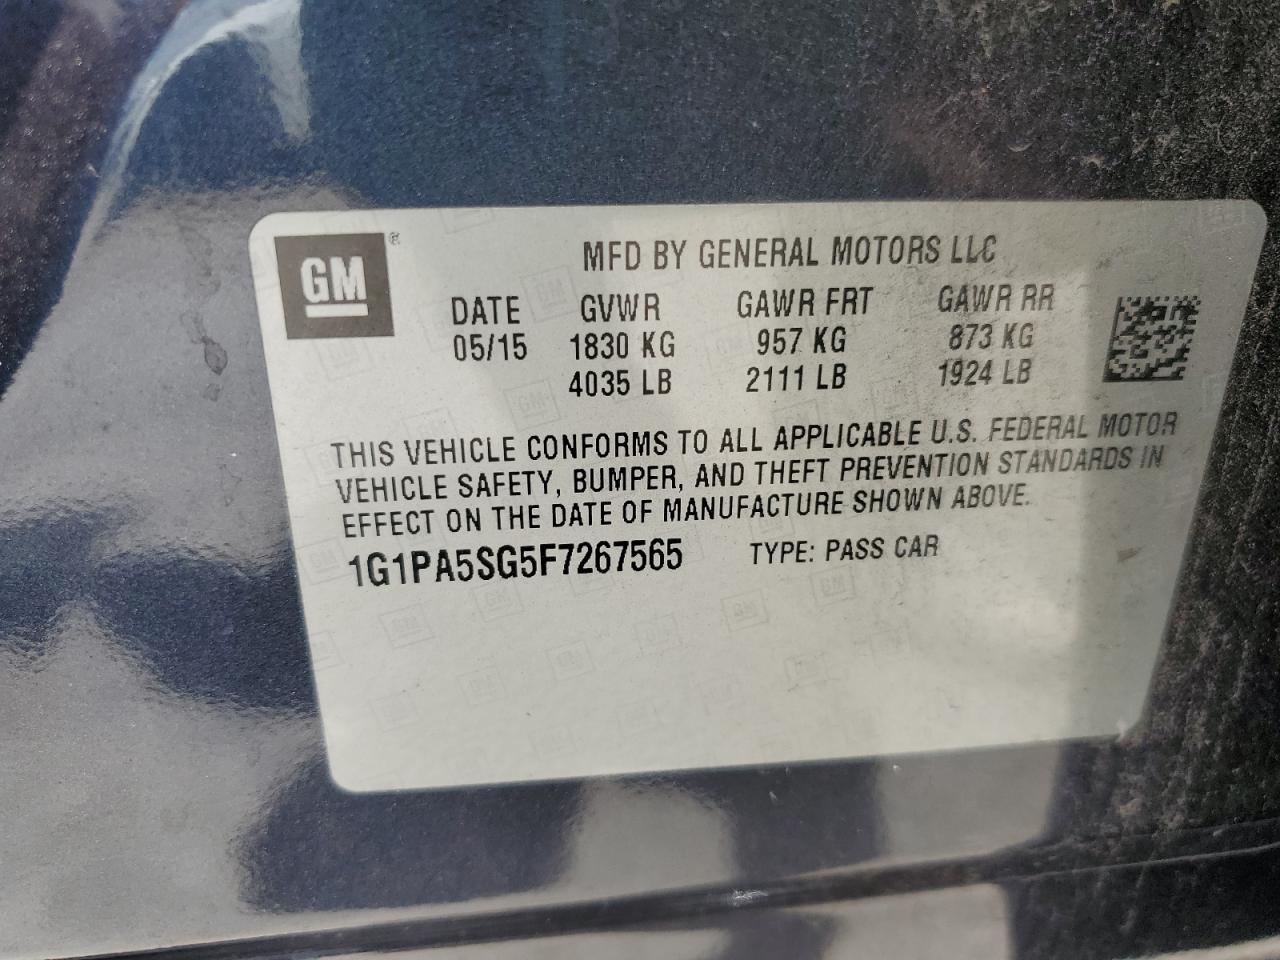 GM®
MFD BY GENERAL MOTORS LLC
DATE GVWR GAWR FRT GAWR RR
05/15 1830 KG 957 KG 873 KG
4035 LB 2111 LB 1924 LB
THIS VEHICLE CONFORMS TO ALL APPLICABLE U.S. FEDERAL MOTOR
VEHICLE SAFETY, BUMPER, AND THEFT PREVENTION STANDARDS IN
EFFECT ON THE DATE OF MANUFACTURE SHOWN ABOVE.
1G1PA5SG5F7267565 TYPE: PASS CAR